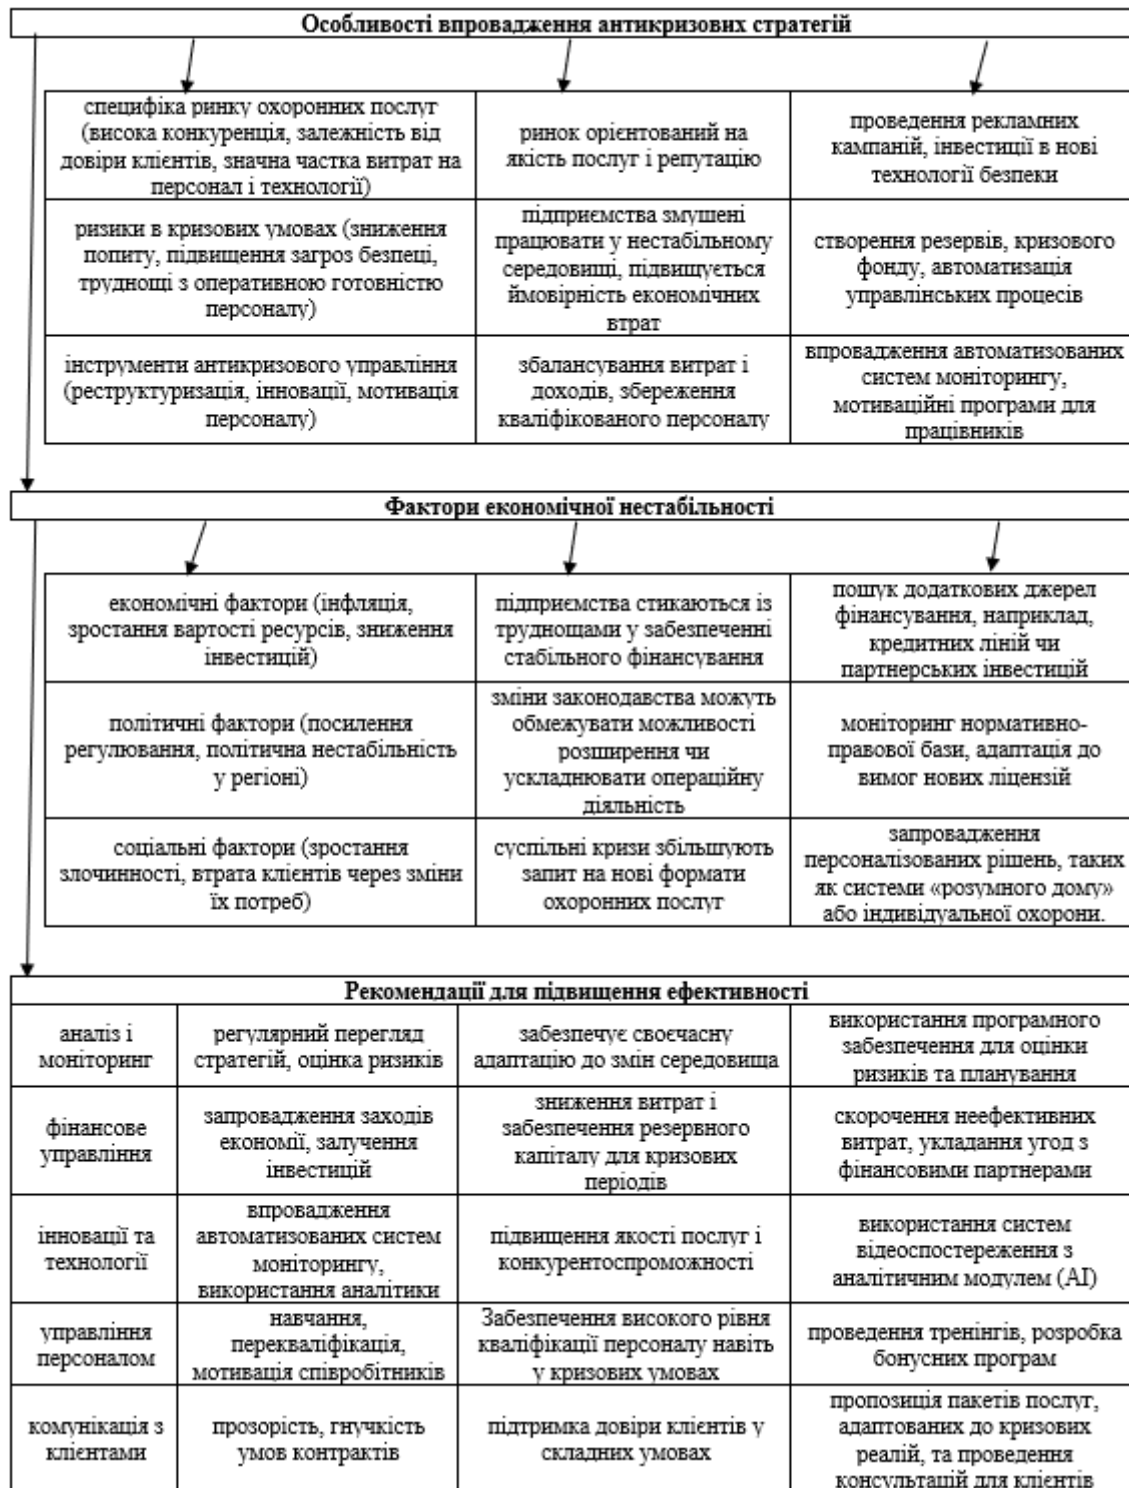 Особливості впровадження антикризових стратегій
специфіка ринку охоронних послуг
(висока конкуренція, залежність від
довіри клієнтів, значна частка витрат на
персонал і технології)
ринок орієнтований на
якість послуг і репутацію
проведення рекламних
кампаній, інвестиції в нові
технології безпеки
ризики в кризових умовах (зниження
попиту, підвищення загроз безпеці,
труднощі з оперативною готовністю
персоналу)
підприємства змушені
працювати у нестабільному
середовищі, підвищується
ймовірність економічних
втрат
створення резервів, кризового
фонду, автоматизація
управлінських процесів
інструменти антикризового управління
(реструктуризація, інновації, мотивація
персоналу)
збалансування витрат і
доходів, збереження
кваліфікованого персоналу
впровадження автоматизованих
систем моніторингу,
мотиваційні програми для
працівників
Фактори економічної нестабільності
економічні фактори (інфляція,
зростання вартості ресурсів, зниження
інвестицій)
підприємства стикаються із
труднощами у забезпеченні
стабільного фінансування
пошук додаткових джерел
фінансування, наприклад,
кредитних ліній чи
партнерських інвестицій
політичні фактори (посилення
регулювання, політична нестабільність
у регіоні)
зміни законодавства можуть
обмежувати можливості
розширення чи
ускладнювати операційну
діяльність
моніторинг нормативно-
правової бази, адаптація до
вимог нових ліцензій
соціальні фактори (зростання
злочинності, втрата клієнтів через зміни
їх потреб)
суспільні кризи збільшують
запит на нові формати
охоронних послуг
запровадження
персоналізованих рішень, таких
як системи «розумного дому»
або індивідуальної охорони.
Рекомендації для підвищення ефективності
аналіз і
моніторинг
регулярний перегляд
стратегій, оцінка ризиків
забезпечує своєчасну
адаптацію до змін середовища
використання програмного
забезпечення для оцінки
ризиків та планування
фінансове
управління
запровадження заходів
економії, залучення
інвестицій
зниження витрат і
забезпечення резервного
капіталу для кризових
періодів
скорочення неефективних
витрат, укладання угод з
фінансовими партнерами
інновації та
технології
впровадження
автоматизованих систем
моніторингу,
використання аналітики
підвищення якості послуг і
конкурентоспроможності
використання систем
відеоспостереження з
аналітичним модулем (AI)
управління
персоналом
навчання,
перекваліфікація,
мотивація співробітників
Забезпечення високого рівня
кваліфікації персоналу навіть
у кризових умовах
проведення тренінгів, розробка
бонусних програм
комунікація з
клієнтами
прозорість, гнучкість
умов контрактів
підтримка довіри клієнтів у
складних умовах
пропозиція пакетів послуг,
адаптованих до кризових
реалій, та проведення
консультацій для клієнтів